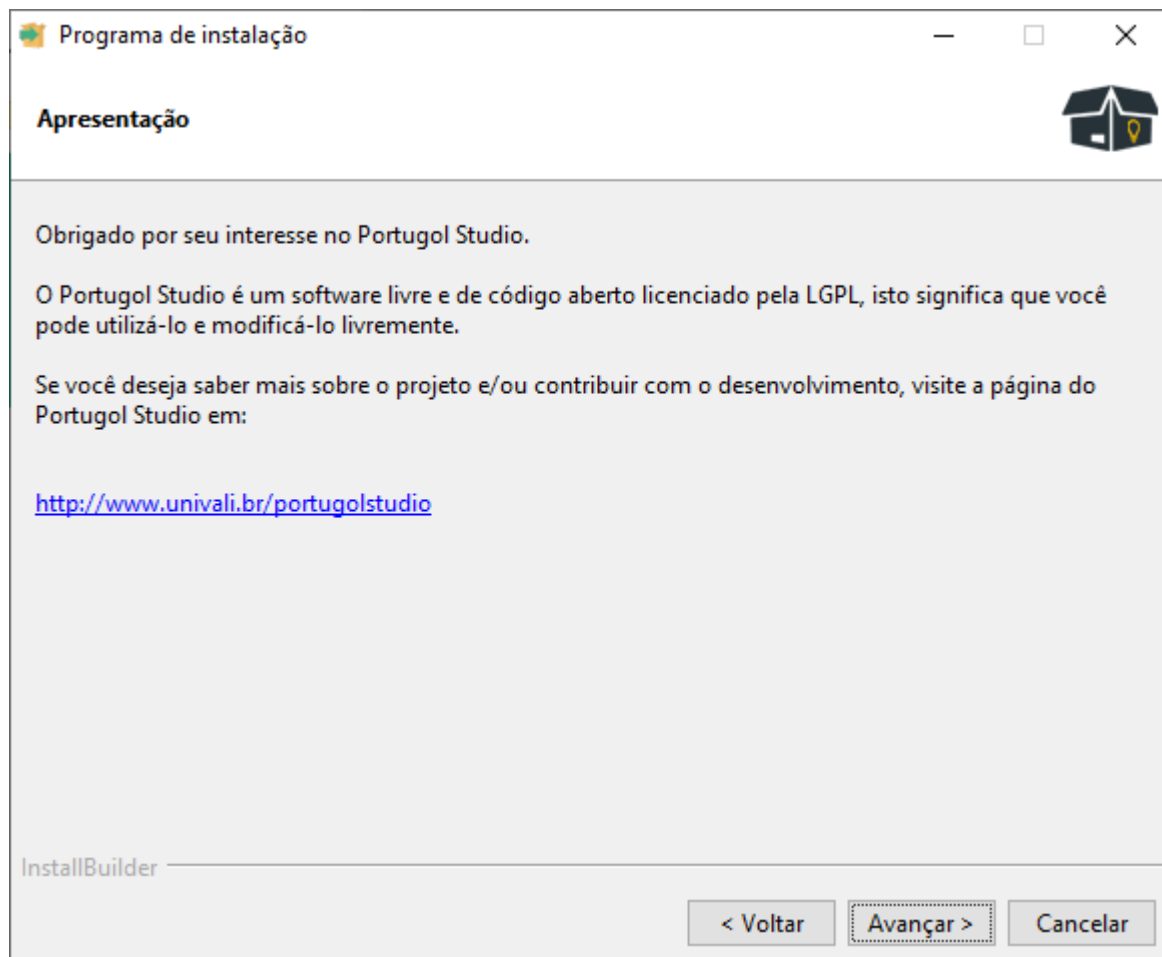 Programa de instalação
Apresentação
Obrigado por seu interesse no Portugol Studio.
O Portugol Studio é um software livre e de código aberto licenciado pela LGPL, isto significa que você
pode utilizá-lo e modificá-lo livremente.
Se você deseja saber mais sobre o projeto e/ou contribuir com o desenvolvimento, visite a página do
Portugol Studio em:
http://www.univali.br/portugolstudio
InstallBuilder
< Voltar
Avançar >
Cancelar